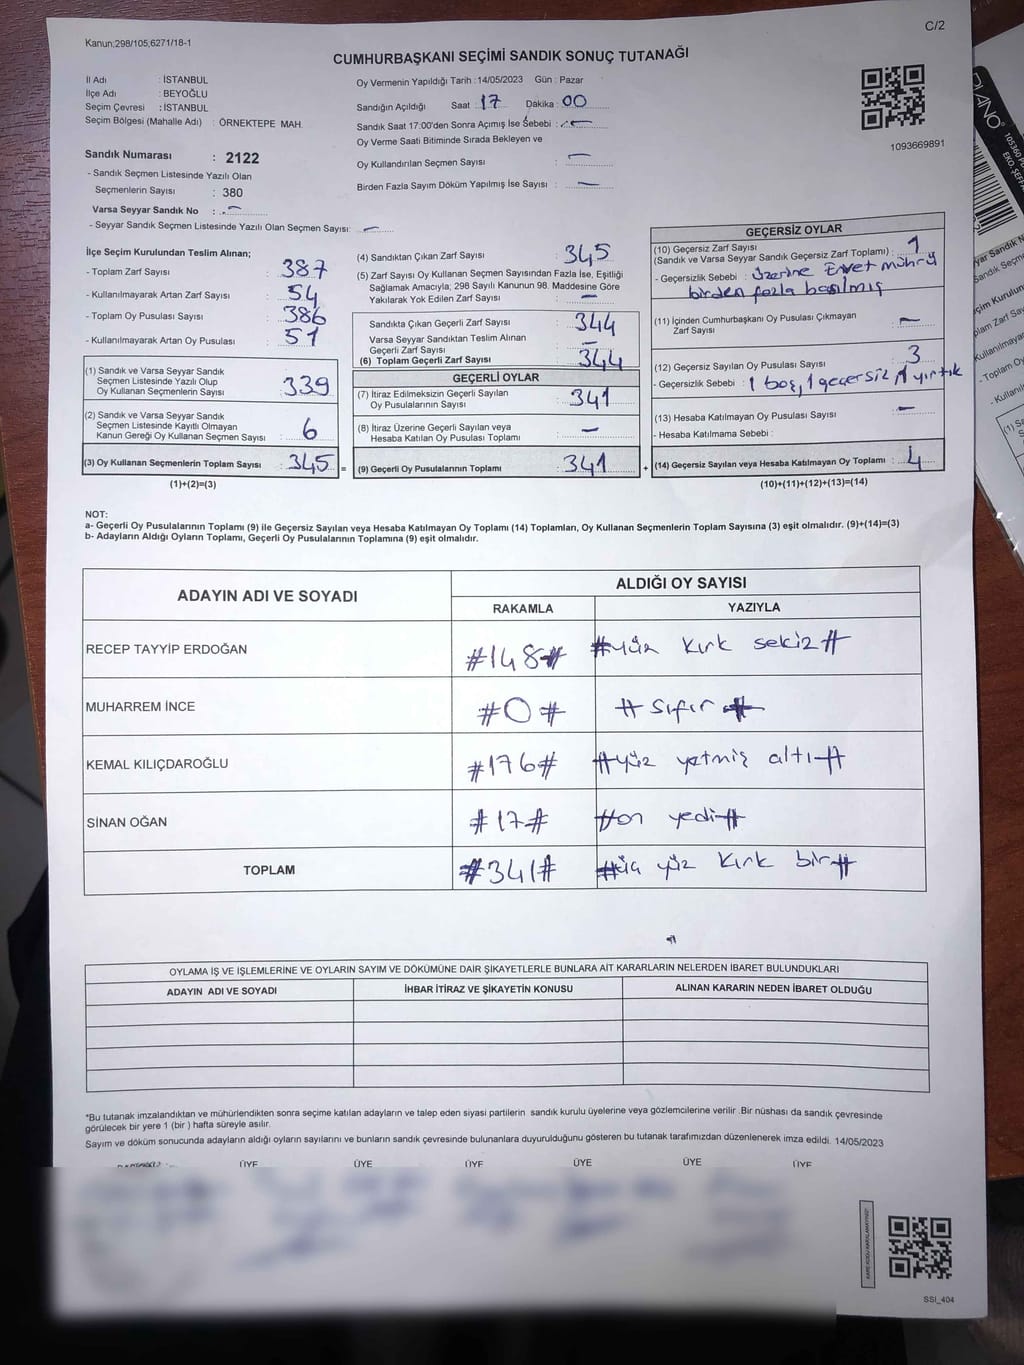 C/2
Kanun;298/105,6271/18-1
CUMHURBAŞKANI SEÇİMİ SANDIK SONUÇ TUTANAĞI
İl Adı : İSTANBUL
İlçe Adı : BEYOĞLU
Seçim Çevresi : İSTANBUL
Seçim Bölgesi (Mahalle Adı) : ÖRNEKTEPE MAH.
Sandık Numarası : 2122
- Sandık Seçmen Listesinde Yazılı Olan
Seçmenlerin Sayısı : 380
Varsa Seyyar Sandık No : -
- Seyyar Sandık Seçmen Listesinde Yazılı Olan Seçmen Sayısı: -
Oy Vermenin Yapıldığı Tarih : 14/05/2023 Gün : Pazar
Sandığın Açıldığı Saat : 17 Dakika : 00
Sandık Saat 17:00'den Sonra Açımış İse Sebebi : -
Oy Verme Saati Bitiminde Sırada Bekleyen ve
Oy Kullandırılan Seçmen Sayısı : -
Birden Fazla Sayım Döküm Yapılmış İse Sayısı : -
1093669891
İlçe Seçim Kurulundan Teslim Alınan;
- Toplam Zarf Sayısı : 387
- Kullanılmayarak Artan Zarf Sayısı : 54
- Toplam Oy Pusulası Sayısı : 386
- Kullanılmayarak Artan Oy Pusulası : 51
(1) Sandık ve Varsa Seyyar Sandık
Seçmen Listesinde Yazılı Olup
Oy Kullanan Seçmenlerin Sayısı : 339
(2) Sandık ve Varsa Seyyar Sandık
Seçmen Listesinde Kayıtlı Olmayan
Kanun Gereği Oy Kullanan Seçmen Sayısı : 6
(3) Oy Kullanan Seçmenlerin Toplam Sayısı : 345
(1)+(2)=(3)
(4) Sandıktan Çıkan Zarf Sayısı : 345
(5) Zarf Sayısı Oy Kullanan Seçmen Sayısından Fazla İse, Eşitliği
Sağlamak Amacıyla; 298 Sayılı Kanunun 98. Maddesine Göre
Yakılarak Yok Edilen Zarf Sayısı : -
Sandıkta Çıkan Geçerli Zarf Sayısı : 344
Varsa Seyyar Sandıktan Teslim Alınan
Geçerli Zarf Sayısı : -
(6) Toplam Geçerli Zarf Sayısı : 344
GEÇERLİ OYLAR
(7) İtiraz Edilmeksizin Geçerli Sayılan
Oy Pusulalarının Sayısı : 341
(8) İtiraz Üzerine Geçerli Sayılan veya
Hesaba Katılan Oy Pusulası Toplamı : -
= (9) Geçerli Oy Pusulalarının Toplamı : 341
GEÇERSİZ OYLAR
(10) Geçersiz Zarf Sayısı
(Sandık ve Varsa Seyyar Sandık Geçersiz Zarf Toplamı) : 1
- Geçersizlik Sebebi : Üzerine Evet mührü
birden fazla basılmış
(11) İçinden Cumhurbaşkanı Oy Pusulası Çıkmayan
Zarf Sayısı : -
(12) Geçersiz Sayılan Oy Pusulası Sayısı : 3
- Geçersizlik Sebebi : 1 boş, 1 geçersiz, 1 yırtık
(13) Hesaba Katılmayan Oy Pusulası Sayısı : -
- Hesaba Katılmama Sebebi :
+ (14) Geçersiz Sayılan veya Hesaba Katılmayan Oy Toplamı : 4
(10)+(11)+(12)+(13)=(14)
NOT:
a- Geçerli Oy Pusulalarının Toplamı (9) ile Geçersiz Sayılan veya Hesaba Katılmayan Oy Toplamı (14) Toplamları, Oy Kullanan Seçmenlerin Toplam Sayısına (3) eşit olmalıdır. (9)+(14)=(3)
b- Adayların Aldığı Oyların Toplamı, Geçerli Oy Pusulalarının Toplamına (9) eşit olmalıdır.
ADAYIN ADI VE SOYADI ALDIĞI OY SAYISI
RAKAMLA YAZIYLA
RECEP TAYYİP ERDOĞAN #148# #yüz kırk sekiz#
MUHARREM İNCE #0# #sıfır#
KEMAL KILIÇDAROĞLU #176# #yüz yetmiş altı#
SİNAN OĞAN #17# #on yedi#
TOPLAM #341# #üç yüz kırk bir#
OYLAMA İŞ VE İŞLEMLERİNE VE OYLARIN SAYIM VE DÖKÜMÜNE DAİR ŞİKAYETLERLE BUNLARA AİT KARARLARIN NELERDEN İBARET BULUNDUKLARI
ADAYIN ADI VE SOYADI İHBAR İTİRAZ VE ŞİKAYETİN KONUSU ALINAN KARARIN NEDEN İBARET OLDUĞU
*Bu tutanak imzalandıktan ve mühürlendikten sonra seçime katılan adayların ve talep eden siyasi partilerin sandık kurulu üyelerine veya gözlemcilerine verilir .Bir nüshası da sandık çevresinde
görülecek bir yere 1 (bir ) hafta süreyle asılır.
Sayım ve döküm sonucunda adayların aldığı oyların sayılarını ve bunların sandık çevresinde bulunanlara duyurulduğunu gösteren bu tutanak tarafımızdan düzenlenerek imza edildi. 14/05/2023
ÜYE ÜYE ÜYE ÜYE ÜYE ÜYE
SSİ_404